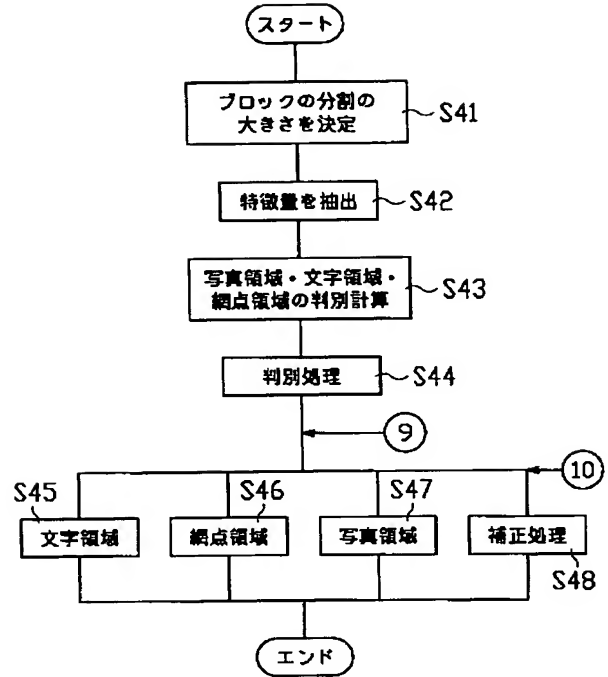 スタート
ブロックの分割の
大きさを決定
S41
特徴量を抽出
S42
写真領域・文字領域・
網点領域の判別計算
S43
判別処理
S44
9
10
S45
S46
S47
文字領域
網点領域
写真領域
補正処理
S48
エンド